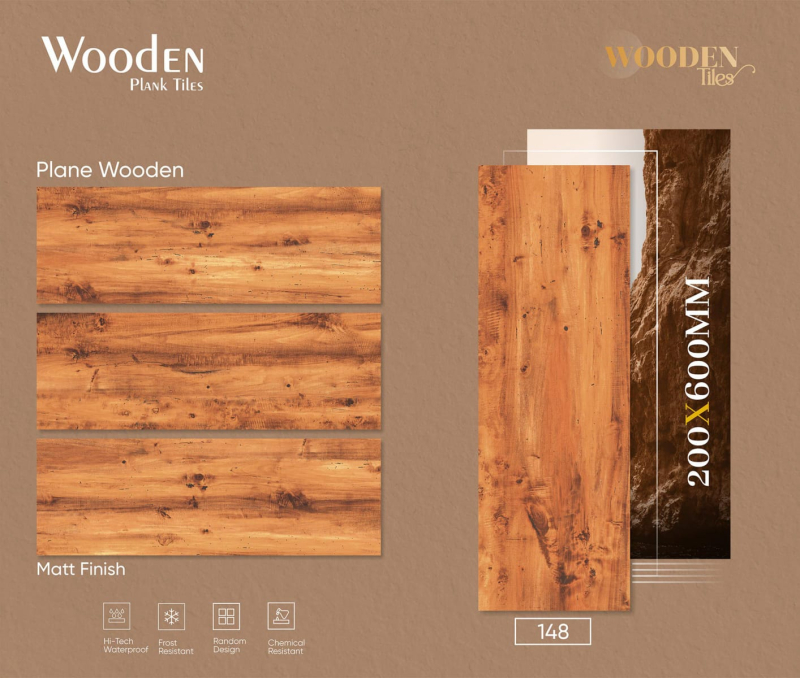 Wooden
Plank Tiles
WOODEN
Tiles
Plane Wooden
200X600MM
Matt Finish
148
Hi-Tech
Waterproof
Frost
Resistant
Random
Design
Chemical
Resistant